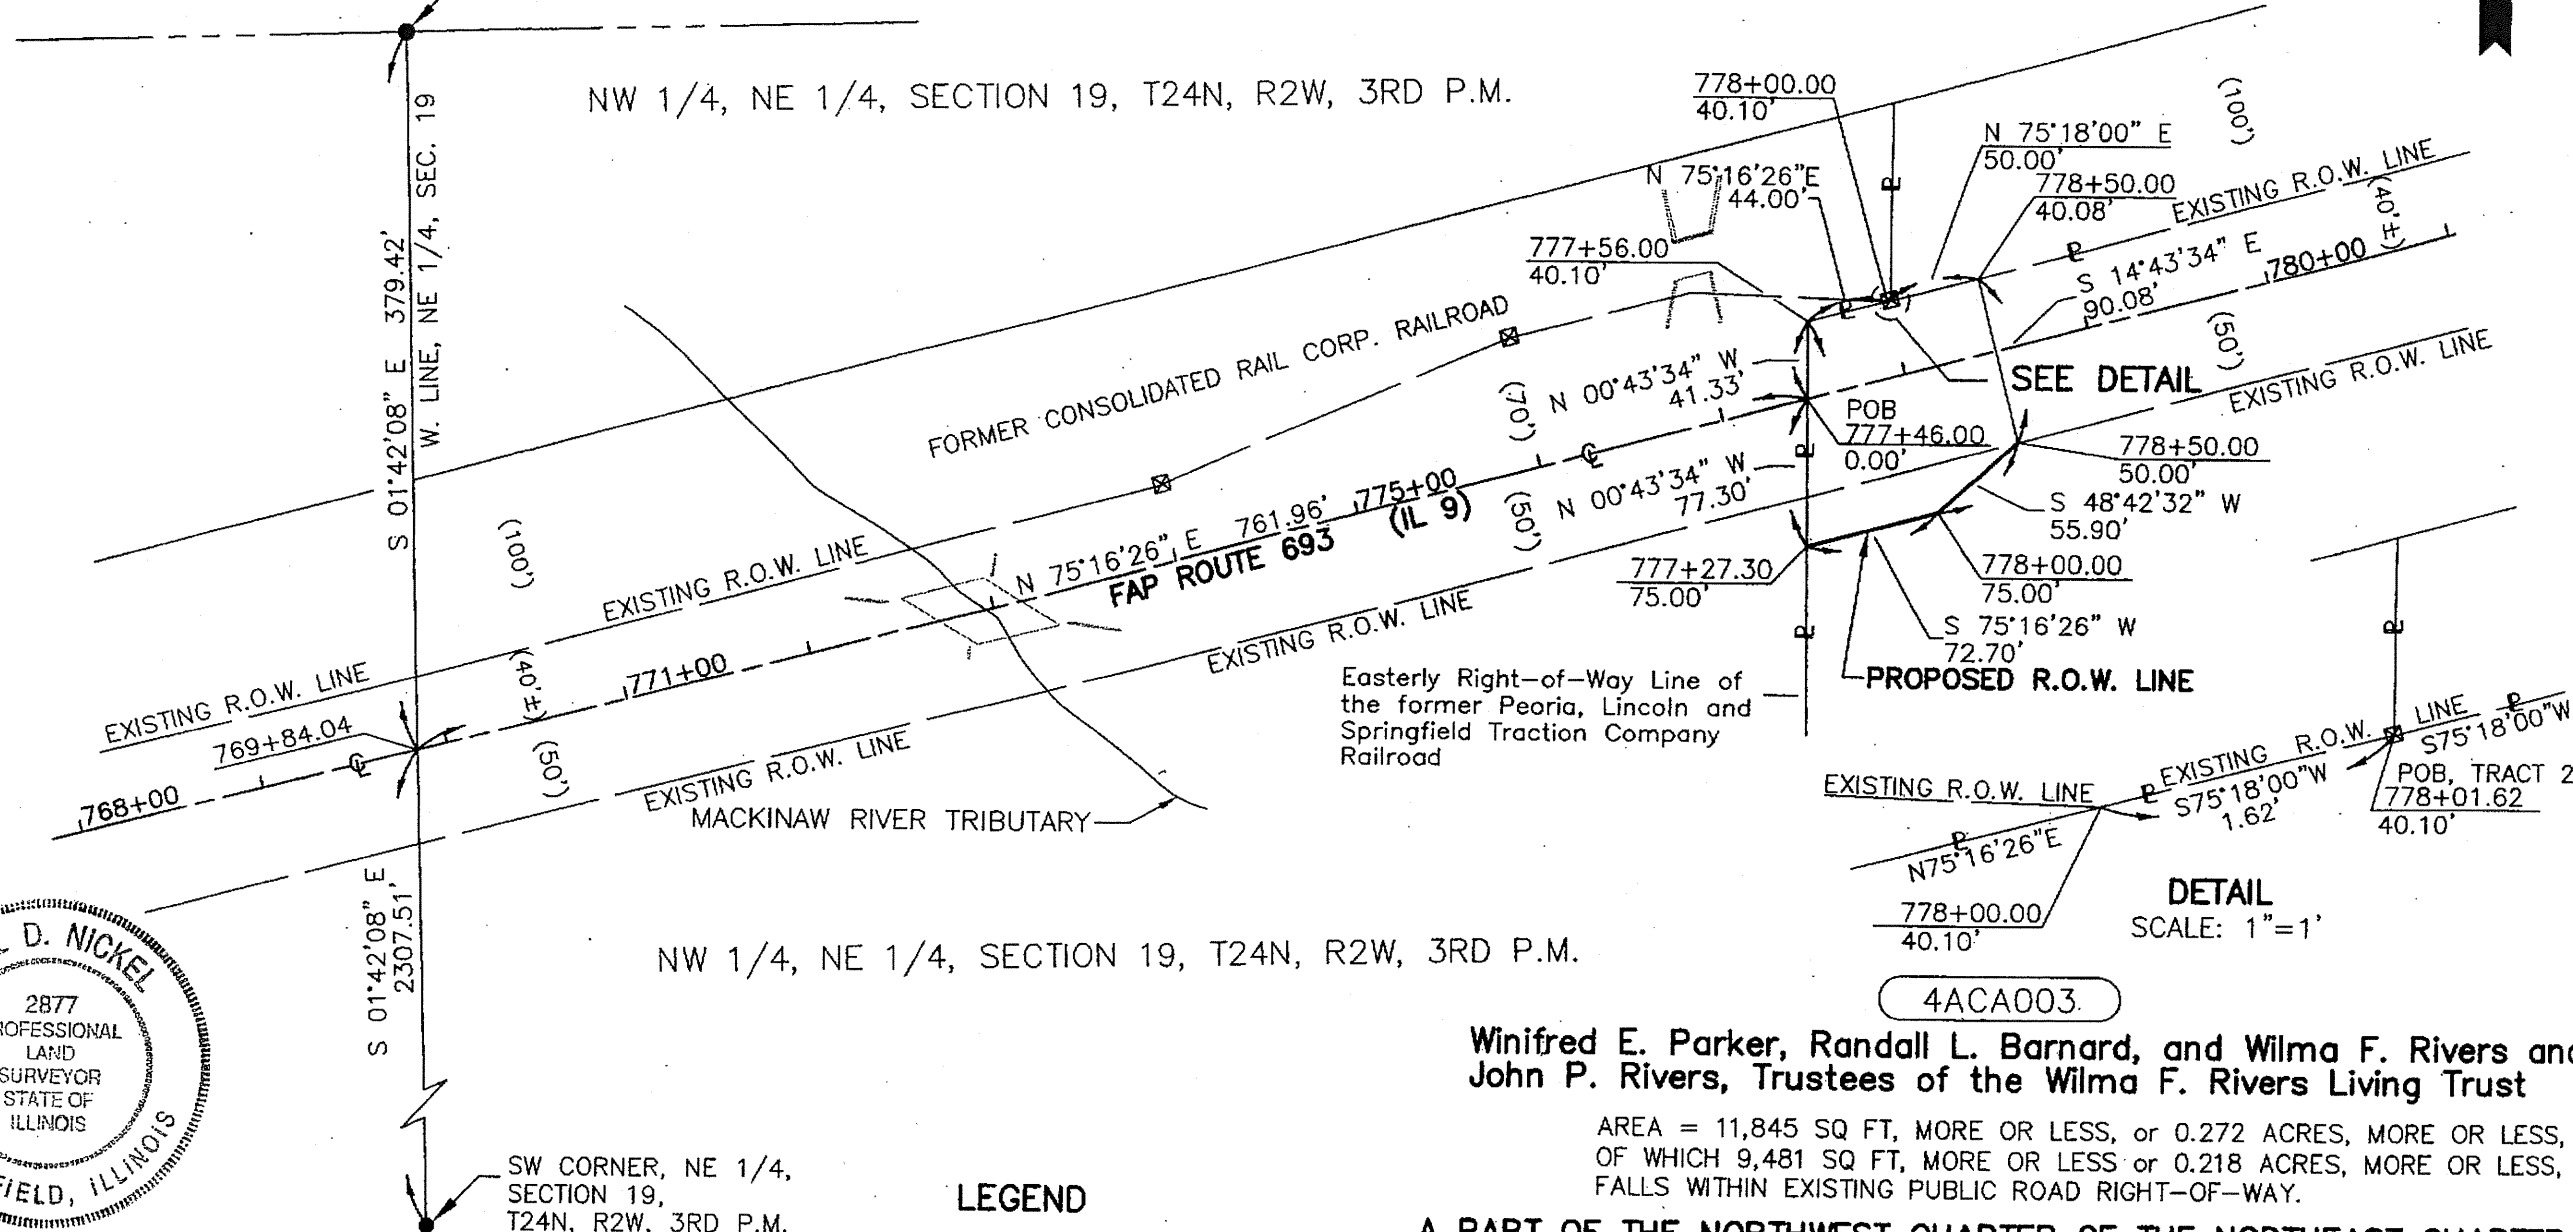 NW 1/4, NE 1/4, SECTION 19, T24N, R2W, 3RD P.M.
S 01°42'08" E 379.42'
W. LINE, NE 1/4, SEC. 19
778+00.00
40.10'
N 75°18'00" E
50.00'
778+50.00
40.08'
(100')
EXISTING R.O.W. LINE
(40'±)
N 75°16'26"E
44.00'
777+56.00
40.10'
S 14°43'34" E
90.08'
780+00
(50')
EXISTING R.O.W. LINE
SEE DETAIL
FORMER CONSOLIDATED RAIL CORP. RAILROAD
(70')
N 00°43'34" W
41.33'
POB
777+46.00
0.00'
778+50.00
50.00'
S 48°42'32" W
55.90'
N 00°43'34" W
77.30'
(50')
775+00
(IL 9)
N 75°16'26" E 761.96'
FAP ROUTE 693
777+27.30
75.00'
778+00.00
75.00'
S 75°16'26" W
72.70'
PROPOSED R.O.W. LINE
(100')
EXISTING R.O.W. LINE
EXISTING R.O.W. LINE
(40'±)
771+00
EXISTING R.O.W. LINE
769+84.04
(50')
768+00
EXISTING R.O.W. LINE
MACKINAW RIVER TRIBUTARY
Easterly Right-of-Way Line of
the former Peoria, Lincoln and
Springfield Traction Company
Railroad
EXISTING R.O.W. LINE
EXISTING R.O.W. LINE
S75°18'00"W
S75°18'00"W
1.62'
POB, TRACT 2
778+01.62
40.10'
N75°16'26"E
778+00.00
40.10'
DETAIL
SCALE: 1"=1'
S 01°42'08" E
2307.51'
NW 1/4, NE 1/4, SECTION 19, T24N, R2W, 3RD P.M.
D. NICKEL
2877
PROFESSIONAL
LAND
SURVEYOR
STATE OF
ILLINOIS
FIELD, ILLINOIS
4ACA003
Winifred E. Parker, Randall L. Barnard, and Wilma F. Rivers and
John P. Rivers, Trustees of the Wilma F. Rivers Living Trust
AREA = 11,845 SQ FT, MORE OR LESS, or 0.272 ACRES, MORE OR LESS,
OF WHICH 9,481 SQ FT, MORE OR LESS or 0.218 ACRES, MORE OR LESS,
FALLS WITHIN EXISTING PUBLIC ROAD RIGHT-OF-WAY.
SW CORNER, NE 1/4,
SECTION 19,
T24N, R2W, 3RD P.M.
LEGEND
A PART OF THE NORTHWEST QUARTER OF THE NORTHEAST QUARTER